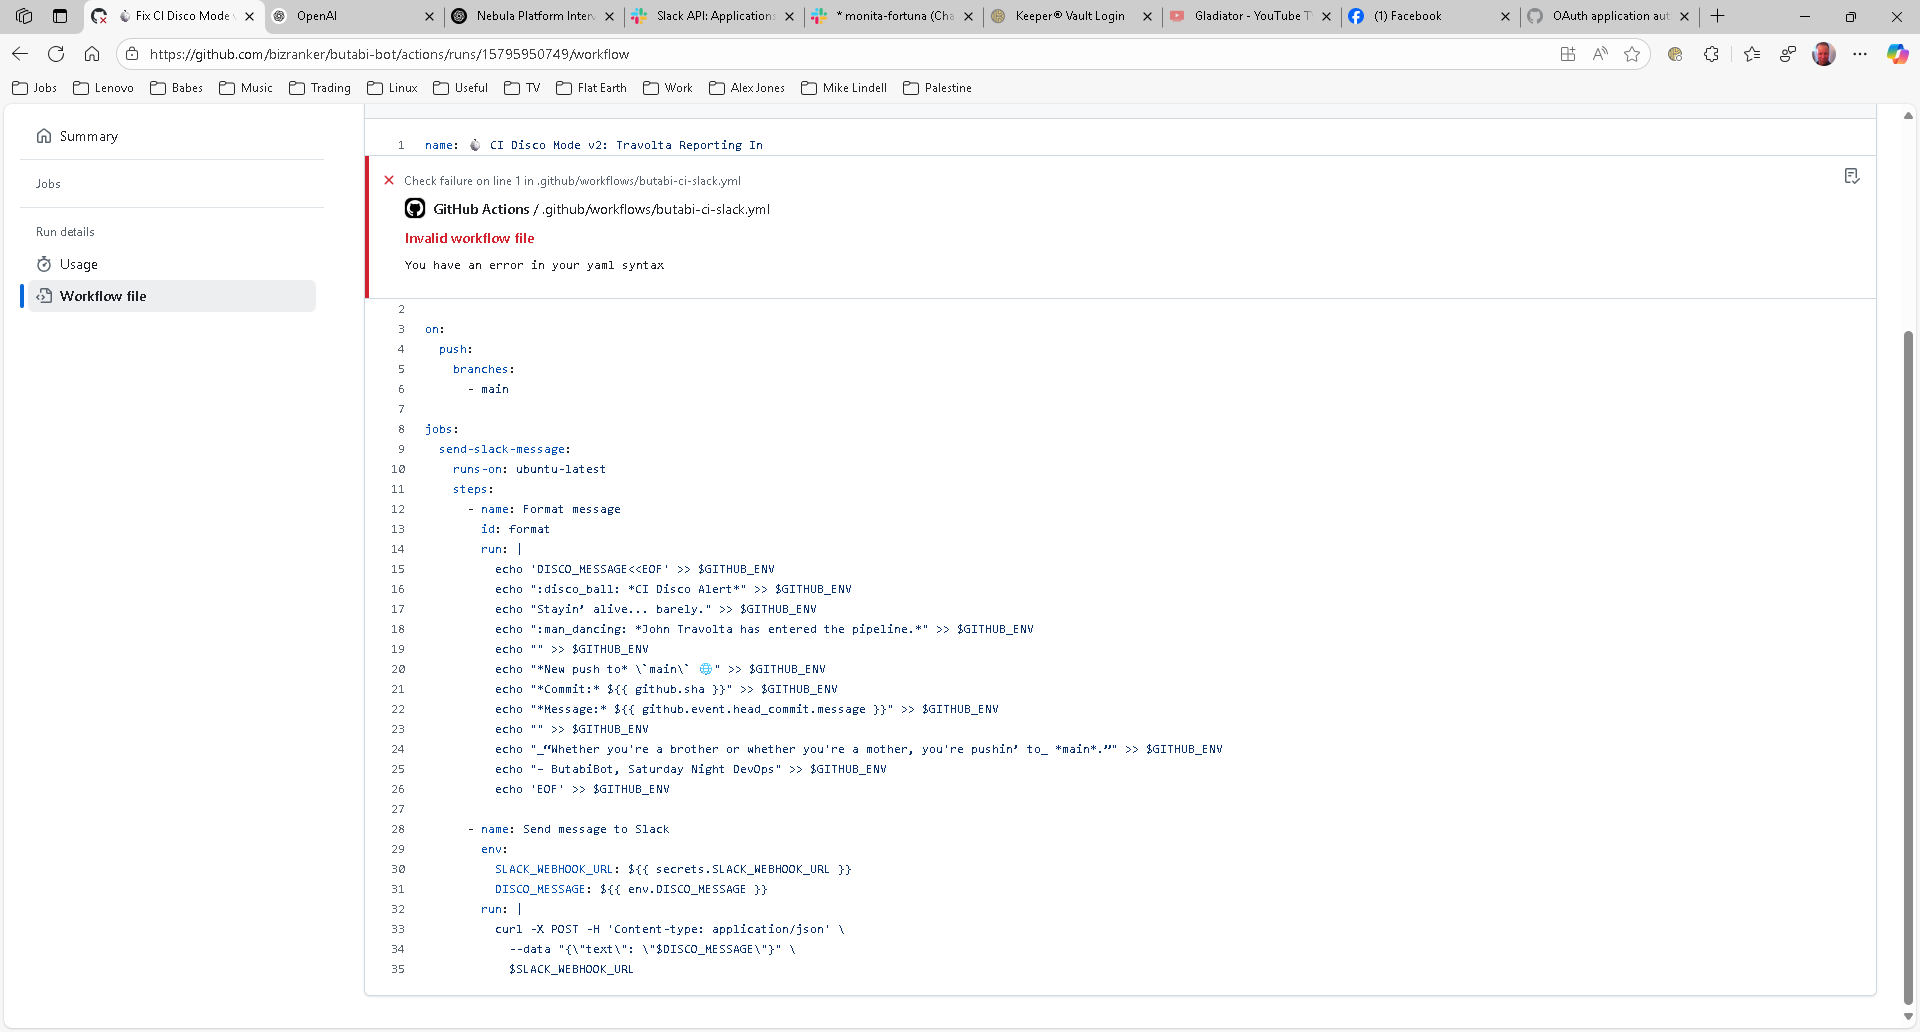 Fix CI Disco Mode v
OpenAI
Nebula Platform Interv
Slack API: Applications
* monita-fortuna (Cha
Keeper® Vault Login
Gladiator - YouTube T
(1) Facebook
OAuth application aut
https://github.com/bizranker/butabi-bot/actions/runs/15795950749/workflow
Jobs
Lenovo
Babes
Music
Trading
Linux
Useful
TV
Flat Earth
Work
Alex Jones
Mike Lindell
Palestine
Summary
Jobs
Run details
Usage
Workflow file
1 name: 🪩 CI Disco Mode v2: Travolta Reporting In
Check failure on line 1 in .github/workflows/butabi-ci-slack.yml
GitHub Actions / .github/workflows/butabi-ci-slack.yml
Invalid workflow file
You have an error in your yaml syntax
2
3 on:
4   push:
5     branches:
6       - main
7
8 jobs:
9   send-slack-message:
10     runs-on: ubuntu-latest
11     steps:
12       - name: Format message
13         id: format
14         run: |
15           echo 'DISCO_MESSAGE<<EOF' >> $GITHUB_ENV
16           echo ":disco_ball: *CI Disco Alert*" >> $GITHUB_ENV
17           echo "Stayin’ alive... barely." >> $GITHUB_ENV
18           echo ":man_dancing: *John Travolta has entered the pipeline.*" >> $GITHUB_ENV
19           echo "" >> $GITHUB_ENV
20           echo "*New push to* \`main\` 🌐" >> $GITHUB_ENV
21           echo "*Commit:* ${{ github.sha }}" >> $GITHUB_ENV
22           echo "*Message:* ${{ github.event.head_commit.message }}" >> $GITHUB_ENV
23           echo "" >> $GITHUB_ENV
24           echo "_“Whether you're a brother or whether you're a mother, you're pushin’ to_ *main*.”" >> $GITHUB_ENV
25           echo "– ButabiBot, Saturday Night DevOps" >> $GITHUB_ENV
26           echo 'EOF' >> $GITHUB_ENV
27
28       - name: Send message to Slack
29         env:
30           SLACK_WEBHOOK_URL: ${{ secrets.SLACK_WEBHOOK_URL }}
31           DISCO_MESSAGE: ${{ env.DISCO_MESSAGE }}
32         run: |
33           curl -X POST -H 'Content-type: application/json' \
34             --data "{\"text\": \"$DISCO_MESSAGE\"}" \
35             $SLACK_WEBHOOK_URL